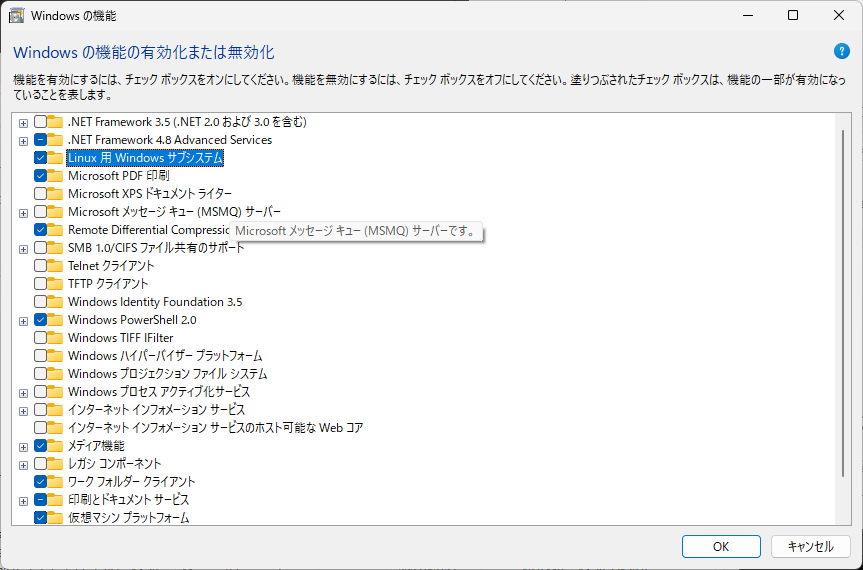 Windows の機能
Windows の機能の有効化または無効化
機能を有効にするには、チェック ボックスをオンにしてください。機能を無効にするには、チェック ボックスをオフにしてください。塗りつぶされたチェック ボックスは、機能の一部が有効になっ
ていることを表します。
.NET Framework 3.5 (.NET 2.0 および 3.0 を含む)
.NET Framework 4.8 Advanced Services
Linux 用 Windows サブシステム
Microsoft PDF 印刷
Microsoft XPS ドキュメント ライター
Microsoft メッセージ キュー (MSMQ) サーバー
Remote Differential Compressic
Microsoft メッセージ キュー (MSMQ) サーバーです。
SMB 1.0/CIFS ファイル共有のサポート
Telnet クライアント
TFTP クライアント
Windows Identity Foundation 3.5
Windows PowerShell 2.0
Windows TIFF IFilter
Windows ハイパーバイザー プラットフォーム
Windows プロジェクション ファイル システム
Windows プロセス アクティブ化サービス
インターネット インフォメーション サービス
インターネット インフォメーション サービスのホスト可能な Web コア
メディア機能
レガシ コンポーネント
ワーク フォルダー クライアント
印刷とドキュメント サービス
仮想マシン プラットフォーム
OK
キャンセル